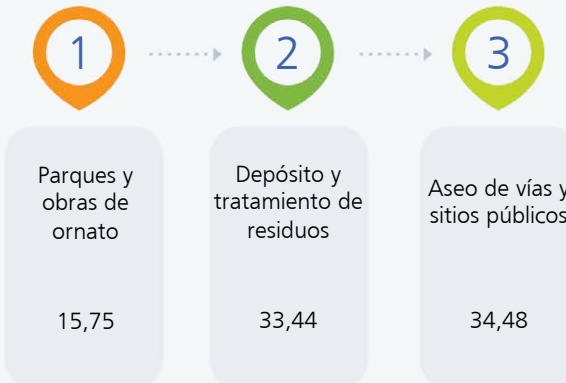 1
2
3
Parques y
obras de
ornato
15,75
Depósito y
tratamiento de
residuos
33,44
Aseo de vías y
sitios públicos
34,48